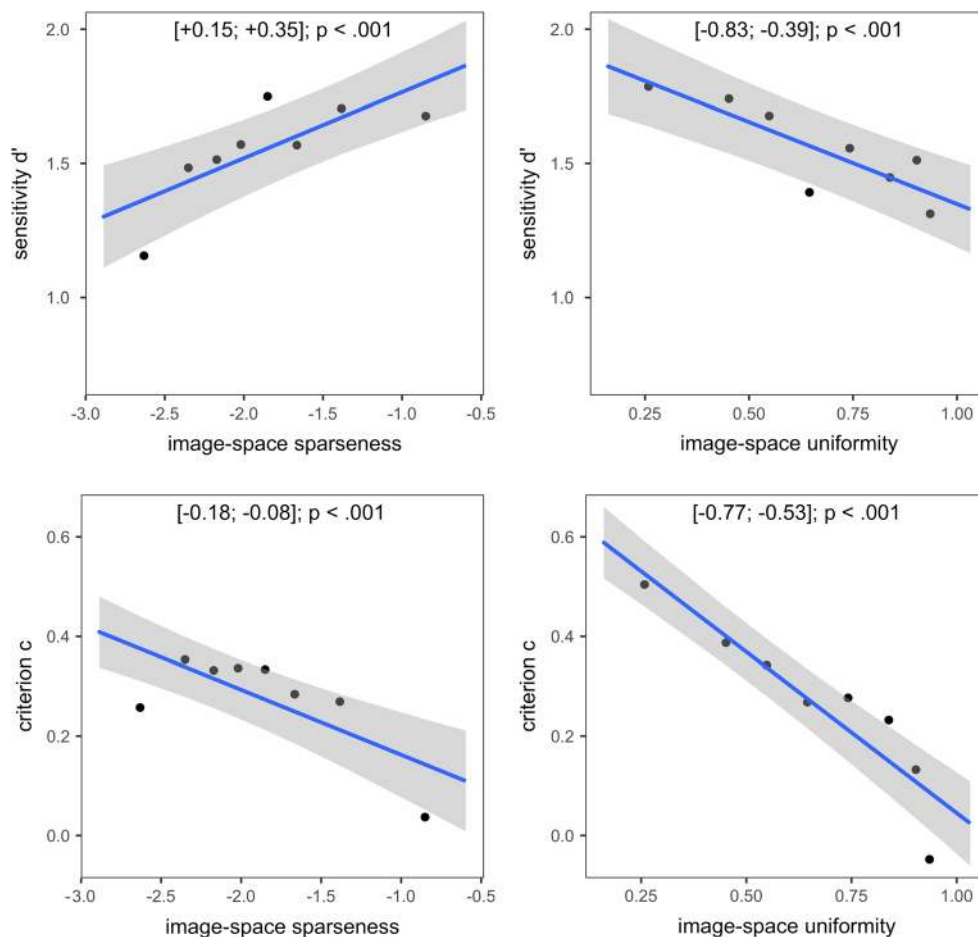 [+0.15; +0.35]; p < .001
2.0
1.5
1.0
sensitivity d'
-3.0 -2.5 -2.0 -1.5 -1.0 -0.5
image-space sparseness
[-0.83; -0.39]; p < .001
2.0
1.5
1.0
sensitivity d'
0.25 0.50 0.75 1.00
image-space uniformity
[-0.18; -0.08]; p < .001
0.6
0.4
0.2
0.0
criterion c
-3.0 -2.5 -2.0 -1.5 -1.0 -0.5
image-space sparseness
[-0.77; -0.53]; p < .001
0.6
0.4
0.2
0.0
criterion c
0.25 0.50 0.75 1.00
image-space uniformity